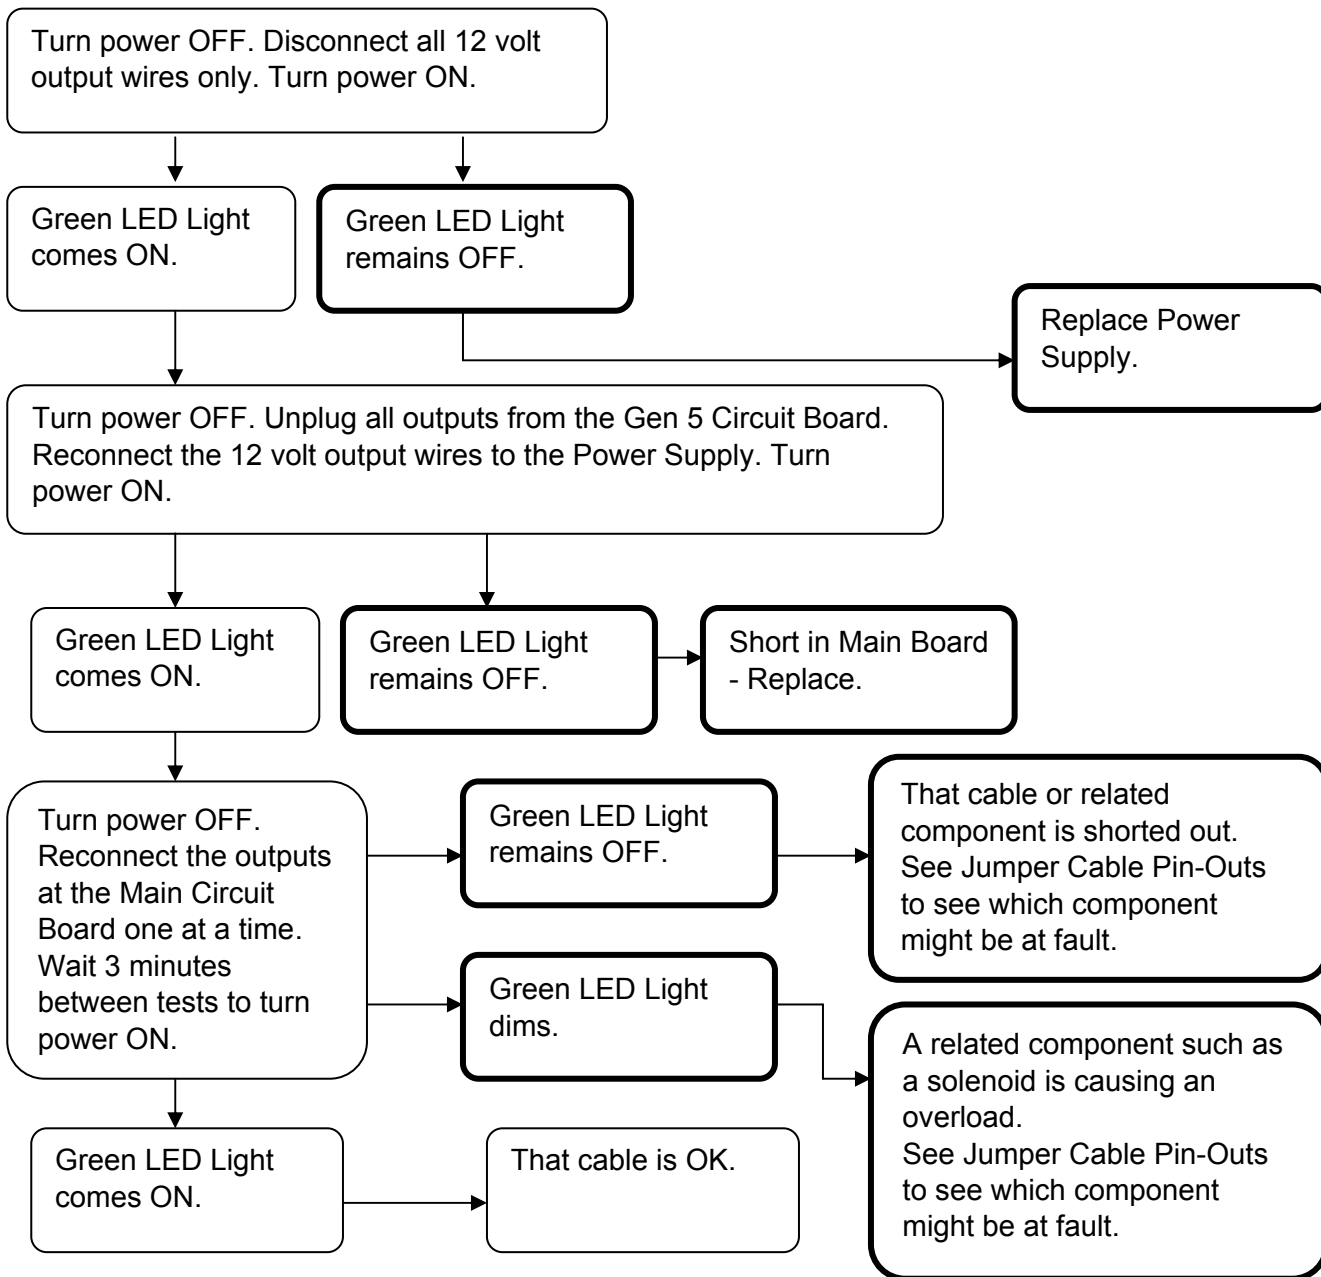 Turn power OFF. Disconnect all 12 volt
output wires only. Turn power ON.
Green LED Light
comes ON.
Green LED Light
remains OFF.
Replace Power
Supply.
Turn power OFF. Unplug all outputs from the Gen 5 Circuit Board.
Reconnect the 12 volt output wires to the Power Supply. Turn
power ON.
Green LED Light
comes ON.
Green LED Light
remains OFF.
Short in Main Board
- Replace.
Turn power OFF.
Reconnect the outputs
at the Main Circuit
Board one at a time.
Wait 3 minutes
between tests to turn
power ON.
Green LED Light
remains OFF.
That cable or related
component is shorted out.
See Jumper Cable Pin-Outs
to see which component
might be at fault.
Green LED Light
dims.
A related component such as
a solenoid is causing an
overload.
See Jumper Cable Pin-Outs
to see which component
might be at fault.
Green LED Light
comes ON.
That cable is OK.